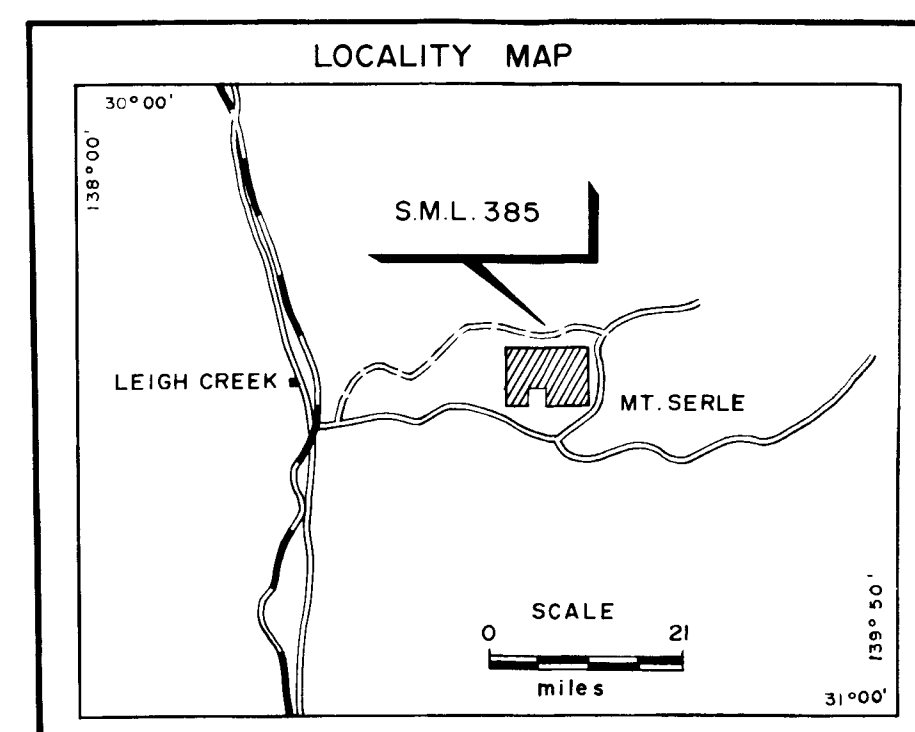 LOCALITY MAP
30° 00'
138° 00'
S.M.L. 385
LEIGH CREEK
MT. SERLE
SCALE
0 21
miles
139° 50'
31° 00'